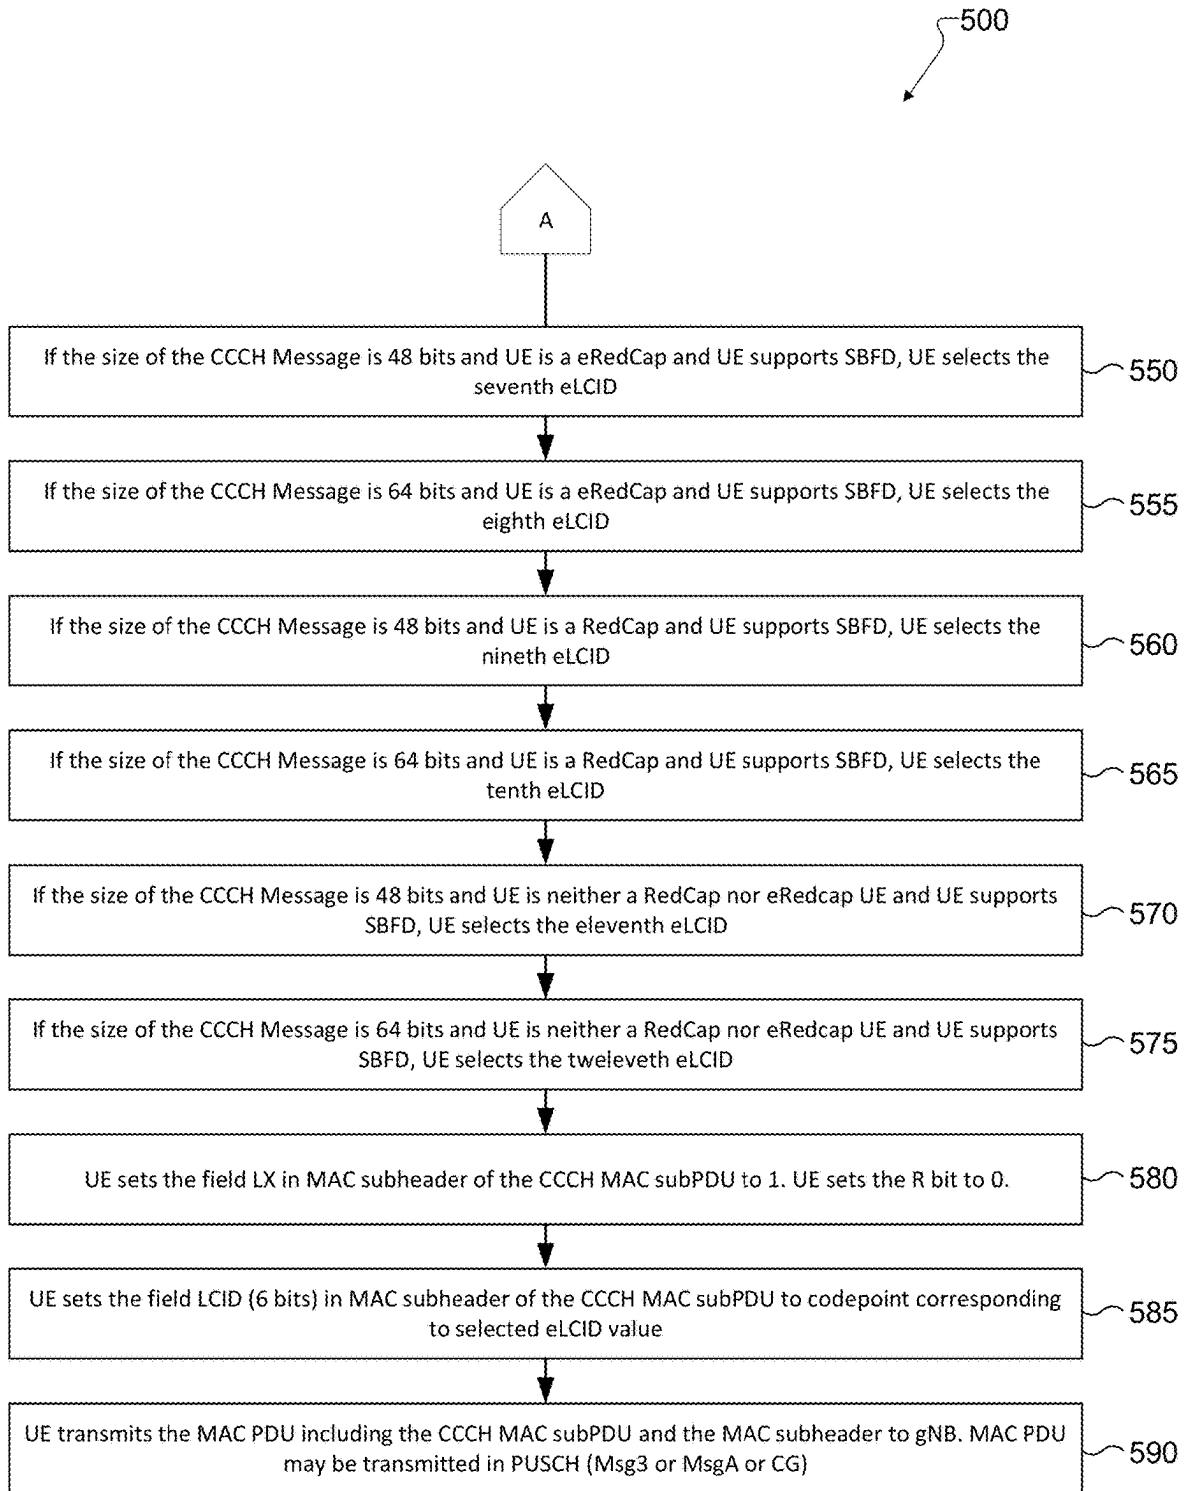 500
A
If the size of the CCCH Message is 48 bits and UE is a eRedCap and UE supports SBFD, UE selects the
seventh eLCID
550
If the size of the CCCH Message is 64 bits and UE is a eRedCap and UE supports SBFD, UE selects the
eighth eLCID
555
If the size of the CCCH Message is 48 bits and UE is a RedCap and UE supports SBFD, UE selects the
nineth eLCID
560
If the size of the CCCH Message is 64 bits and UE is a RedCap and UE supports SBFD, UE selects the
tenth eLCID
565
If the size of the CCCH Message is 48 bits and UE is neither a RedCap nor eRedcap UE and UE supports
SBFD, UE selects the eleventh eLCID
570
If the size of the CCCH Message is 64 bits and UE is neither a RedCap nor eRedcap UE and UE supports
SBFD, UE selects the tweleveth eLCID
575
UE sets the field LX in MAC subheader of the CCCH MAC subPDU to 1. UE sets the R bit to 0.
580
UE sets the field LCID (6 bits) in MAC subheader of the CCCH MAC subPDU to codepoint corresponding
to selected eLCID value
585
UE transmits the MAC PDU including the CCCH MAC subPDU and the MAC subheader to gNB. MAC PDU
may be transmitted in PUSCH (Msg3 or MsgA or CG)
590